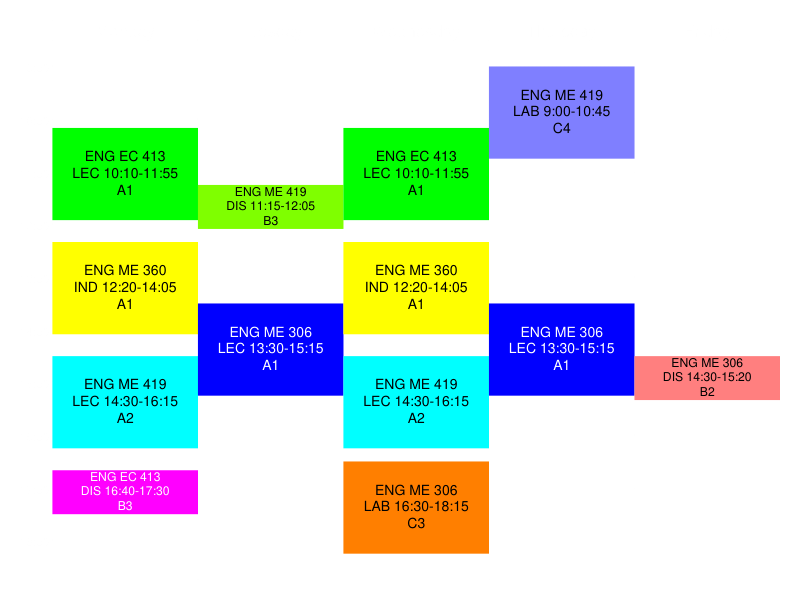 ENG ME 419
LAB 9:00-10:45
C4
ENG EC 413
LEC 10:10-11:55
A1
ENG EC 413
LEC 10:10-11:55
A1
ENG ME 419
DIS 11:15-12:05
B3
ENG ME 360
IND 12:20-14:05
A1
ENG ME 360
IND 12:20-14:05
A1
ENG ME 306
LEC 13:30-15:15
A1
ENG ME 306
LEC 13:30-15:15
A1
ENG ME 419
LEC 14:30-16:15
A2
ENG ME 419
LEC 14:30-16:15
A2
ENG ME 306
DIS 14:30-15:20
B2
ENG EC 413
DIS 16:40-17:30
B3
ENG ME 306
LAB 16:30-18:15
C3